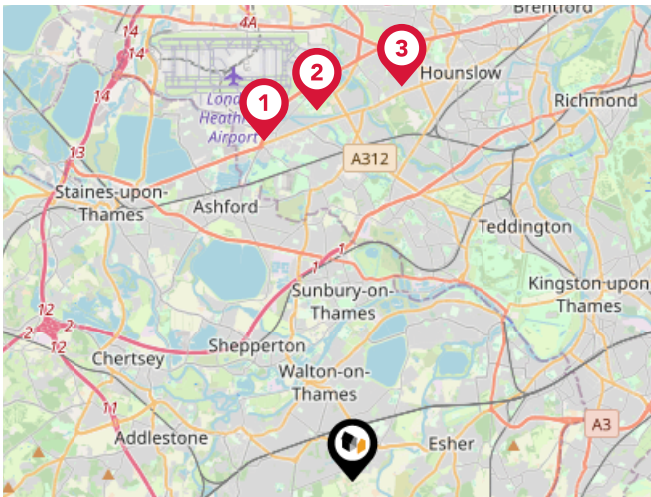 Brentford
14
4A
14
3
2
Hounslow
1
London
Heathrow
Airport
14
Richmond
13
A312
Staines-upon-
Thames
Ashford
Teddington
1
1
Sunbury-on-
Thames
Kingston upon
Thames
12
2
2
12
Shepperton
Chertsey
Walton-on-
Thames
11
A3
Addlestone
Esher